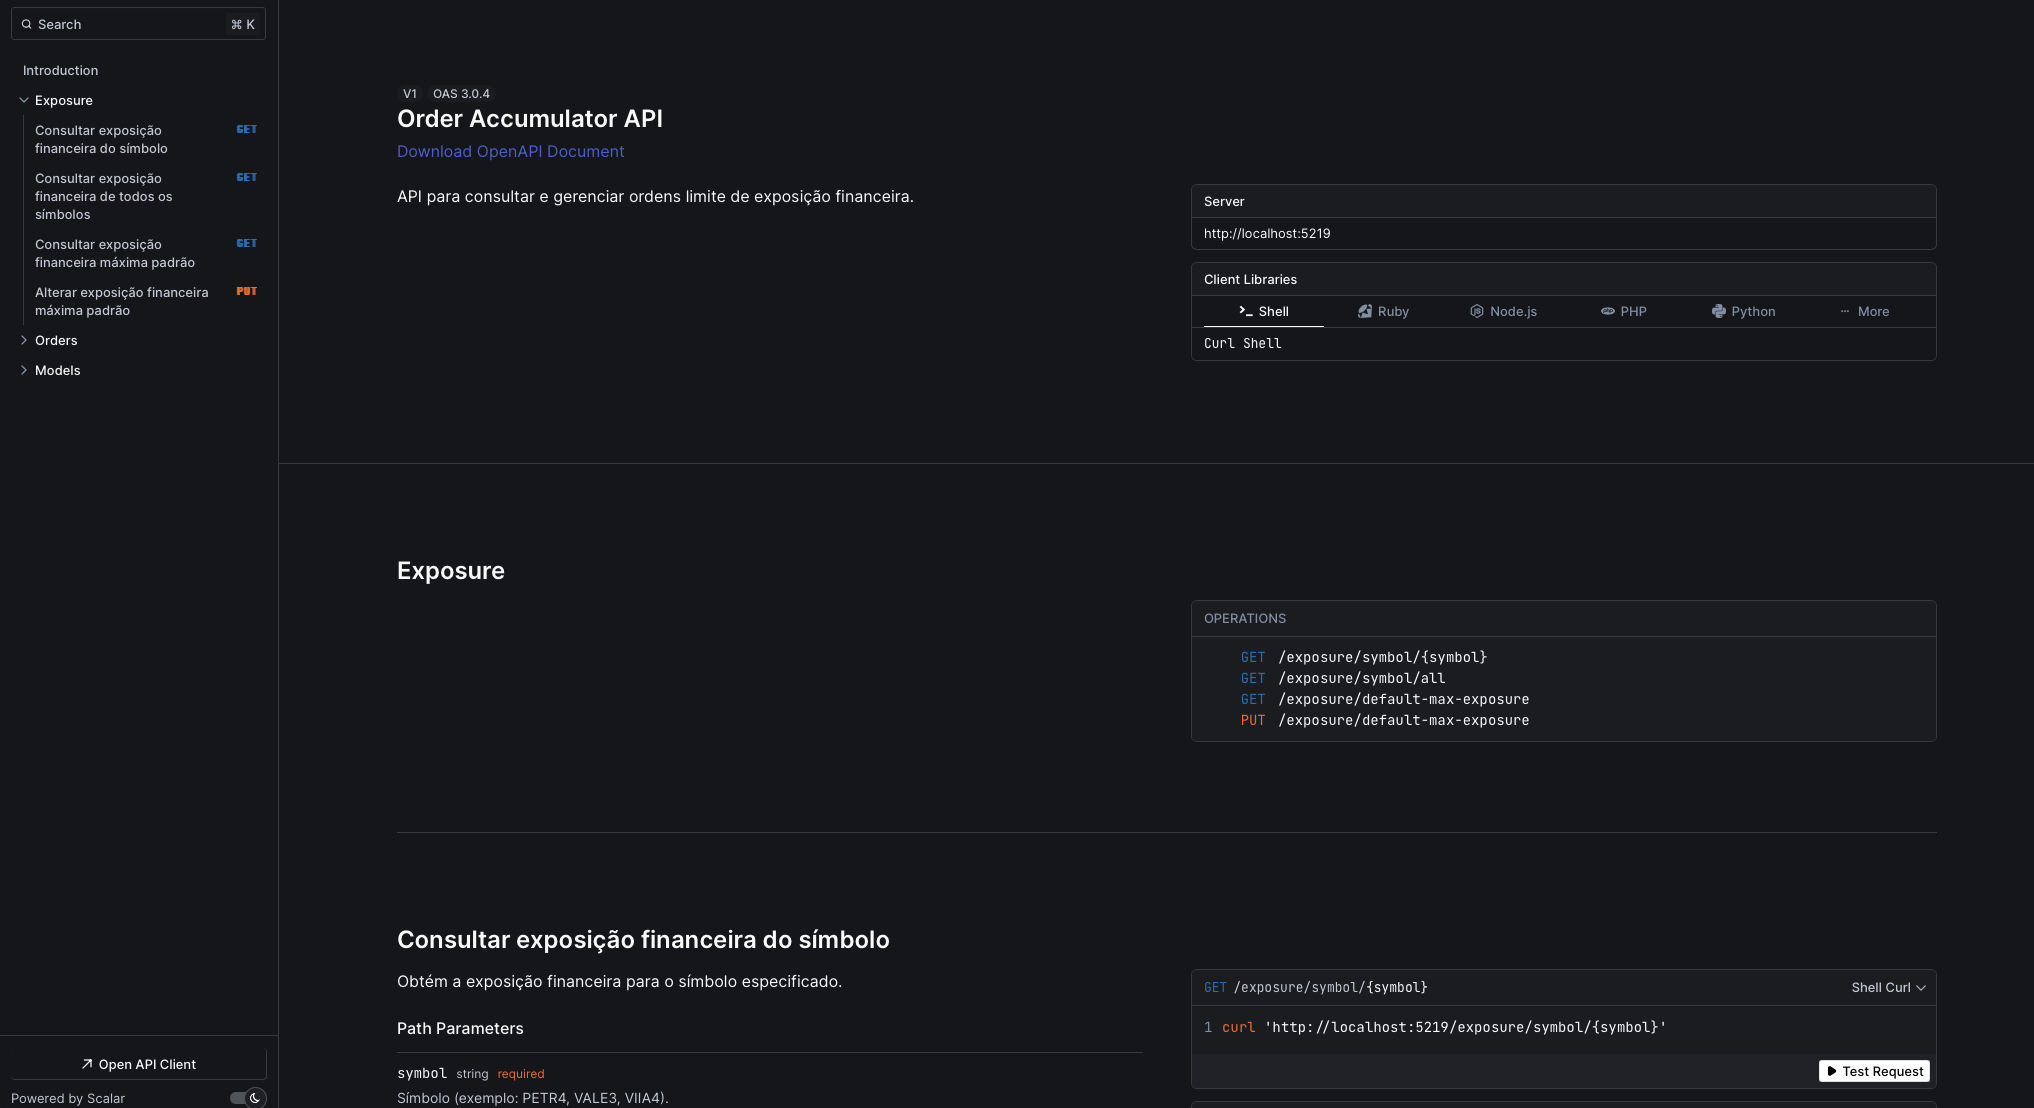 Search ⌘ K
Introduction
Exposure
Consultar exposição GET
financeira do símbolo
Consultar exposição GET
financeira de todos os
símbolos
Consultar exposição GET
financeira máxima padrão
Alterar exposição financeira PUT
máxima padrão
Orders
Models
Open API Client
Powered by Scalar
V1 OAS 3.0.4
Order Accumulator API
Download OpenAPI Document
API para consultar e gerenciar ordens limite de exposição financeira.
Server
http://localhost:5219
Client Libraries
Shell Ruby Node.js PHP Python More
Curl Shell
Exposure
OPERATIONS
GET /exposure/symbol/{symbol}
GET /exposure/symbol/all
GET /exposure/default-max-exposure
PUT /exposure/default-max-exposure
Consultar exposição financeira do símbolo
Obtém a exposição financeira para o símbolo especificado.
Path Parameters
symbol string required
Símbolo (exemplo: PETR4, VALE3, VIIA4).
GET /exposure/symbol/{symbol} Shell Curl
1 curl 'http://localhost:5219/exposure/symbol/{symbol}'
Test Request